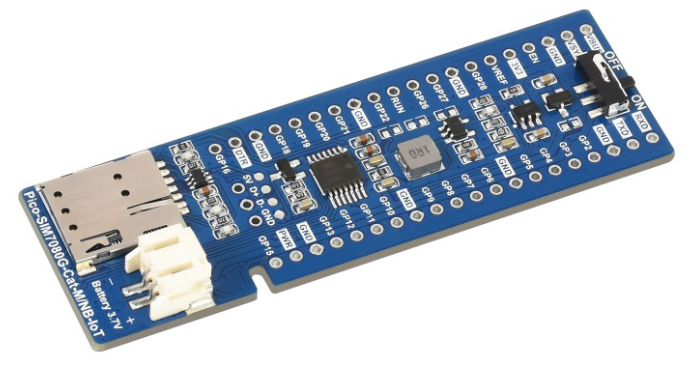 Pico-SIM7080G-Cat-M/NB-IoT
Battery 3.7V
- +
GP16
DTR
GND
GP18
GP19
GP20
GP21
GND
GP22
RUN
GP26
GP27
GND
GP28
VREF
3V3
EN
GND
VSYS
VBUS
OFF
ON
5V
D+
D-
GND
1R0
GP15
PWR
GND
GP13
GP12
GP11
GP10
GND
GP9
GP8
GP7
GP6
GND
GP5
GP4
GP3
GP2
GND
TXD
RXD